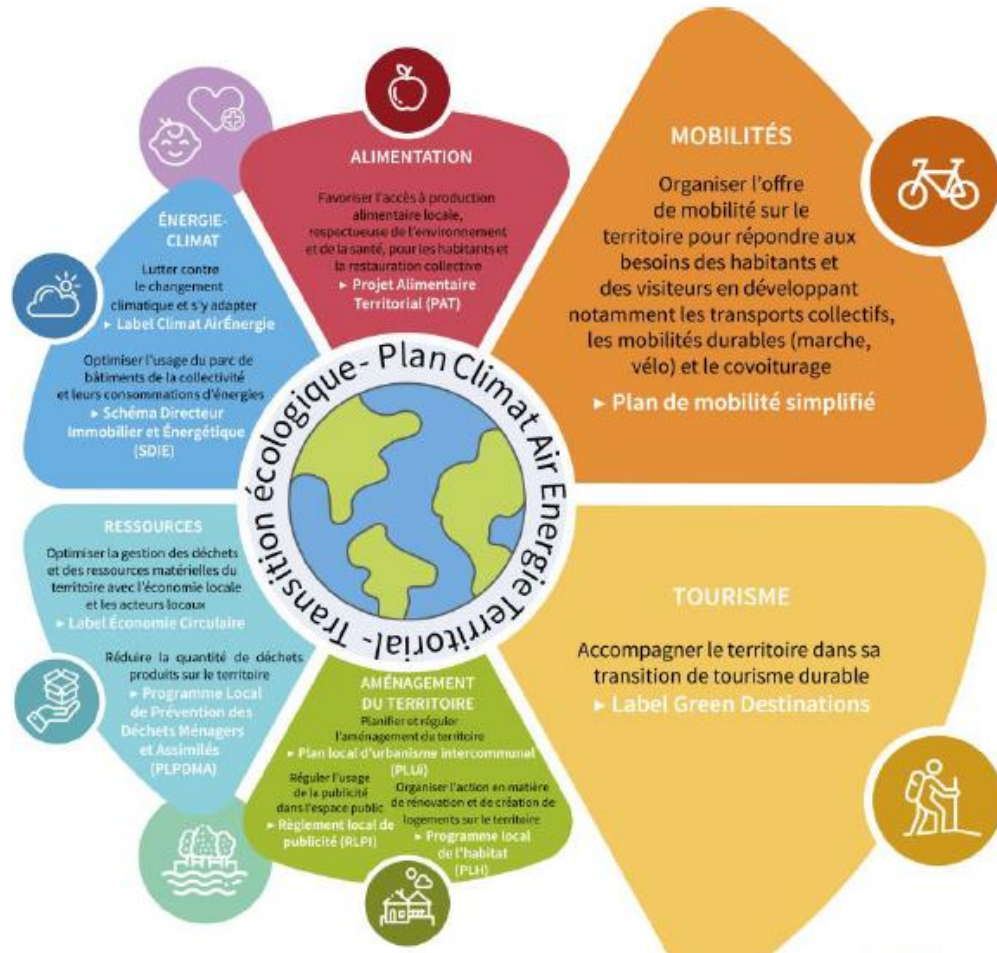 ALIMENTATION
Favoriser l'accès à production
alimentaire locale,
respectueuse de l'environnement
et de la santé, pour les habitants et
la restauration collective
► Projet Alimentaire
Territorial (PAT)
MOBILITÉS
Organiser l'offre
de mobilité sur le
territoire pour répondre aux
besoins des habitants et
des visiteurs en développant
notamment les transports collectifs,
les mobilités durables (marche,
vélo) et le covoiturage
► Plan de mobilité simplifié
ÉNERGIE-
CLIMAT
Lutter contre
le changement
climatique et s'y adapter
► Label Climat AirÉnergie
Optimiser l'usage du parc de
bâtiments de la collectivité
et leurs consommations d'énergies
► Schéma Directeur
Immobilier et Énergétique
(SDIE)
Transition écologique- Plan Climat Air Energie Territorial -
RESSOURCES
Optimiser la gestion des déchets
et des ressources matérielles du
territoire avec l'économie locale
et les acteurs locaux
► Label Économie Circulaire
Réduire la quantité de déchets
produits sur le territoire
► Programme Local
de Prévention des
Déchets Ménagers
et Assimilés
(PLPDMA)
TOURISME
Accompagner le territoire dans sa
transition de tourisme durable
► Label Green Destinations
AMÉNAGEMENT
DU TERRITOIRE
Planifier et réguler
l'aménagement du territoire
► Plan local d'urbanisme intercommunal
(PLUi)
Réguler l'usage
de la publicité
dans l'espace public
► Règlement local de
publicité (RLPI)
Organiser l'action en matière
de rénovation et de création de
logements sur le territoire
► Programme local
de l'habitat
(PLH)